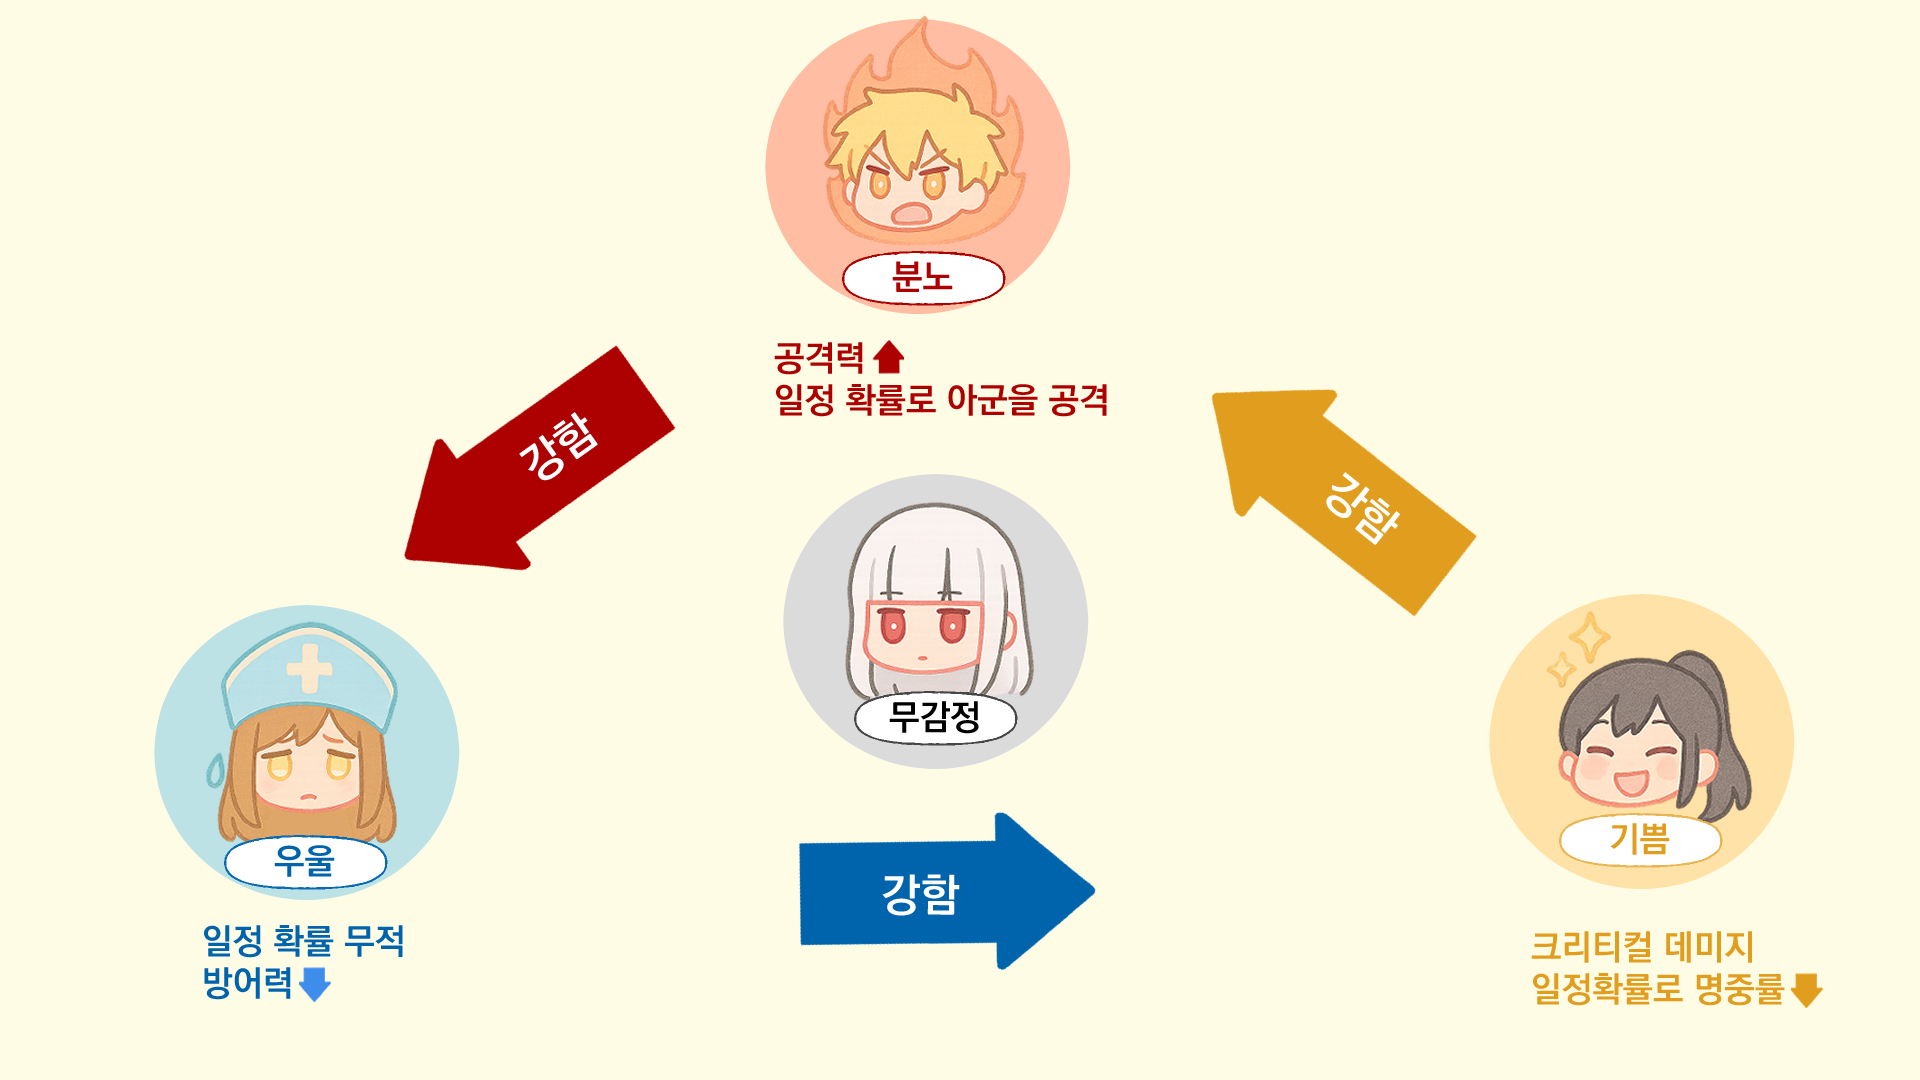 분노
공격력
일정 확률로 아군을 공격
강함
강함
무감정
우울
일정 확률 무적
방어력
강함
기쁨
크리티컬 데미지
일정확률로 명중률